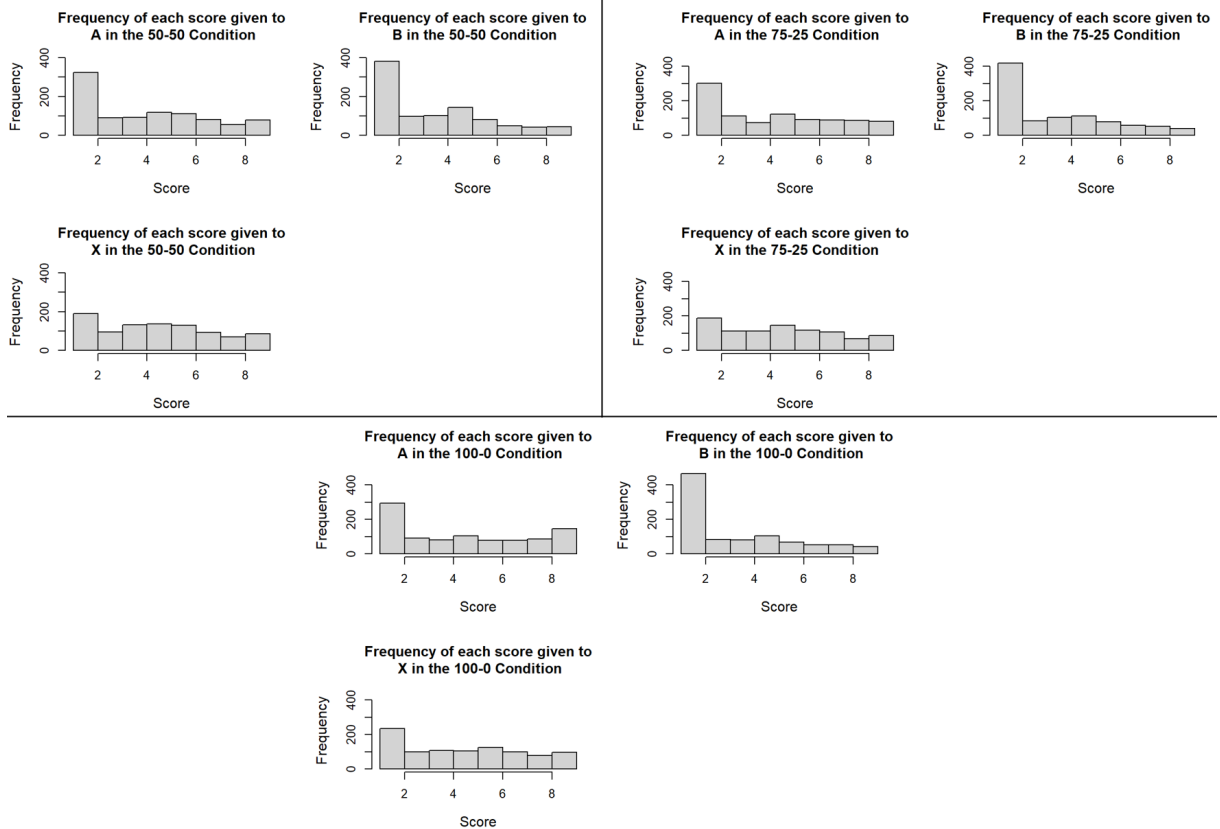 Frequency of each score given to
A in the 50-50 Condition
Frequency
0
200
400
2 4 6 8
Score
Frequency of each score given to
B in the 50-50 Condition
Frequency
0
200
400
2 4 6 8
Score
Frequency of each score given to
A in the 75-25 Condition
Frequency
0
200
400
2 4 6 8
Score
Frequency of each score given to
B in the 75-25 Condition
Frequency
0
200
400
2 4 6 8
Score
Frequency of each score given to
X in the 50-50 Condition
Frequency
0
200
400
2 4 6 8
Score
Frequency of each score given to
X in the 75-25 Condition
Frequency
0
200
400
2 4 6 8
Score
Frequency of each score given to
A in the 100-0 Condition
Frequency
0
200
400
2 4 6 8
Score
Frequency of each score given to
B in the 100-0 Condition
Frequency
0
200
400
2 4 6 8
Score
Frequency of each score given to
X in the 100-0 Condition
Frequency
0
200
400
2 4 6 8
Score